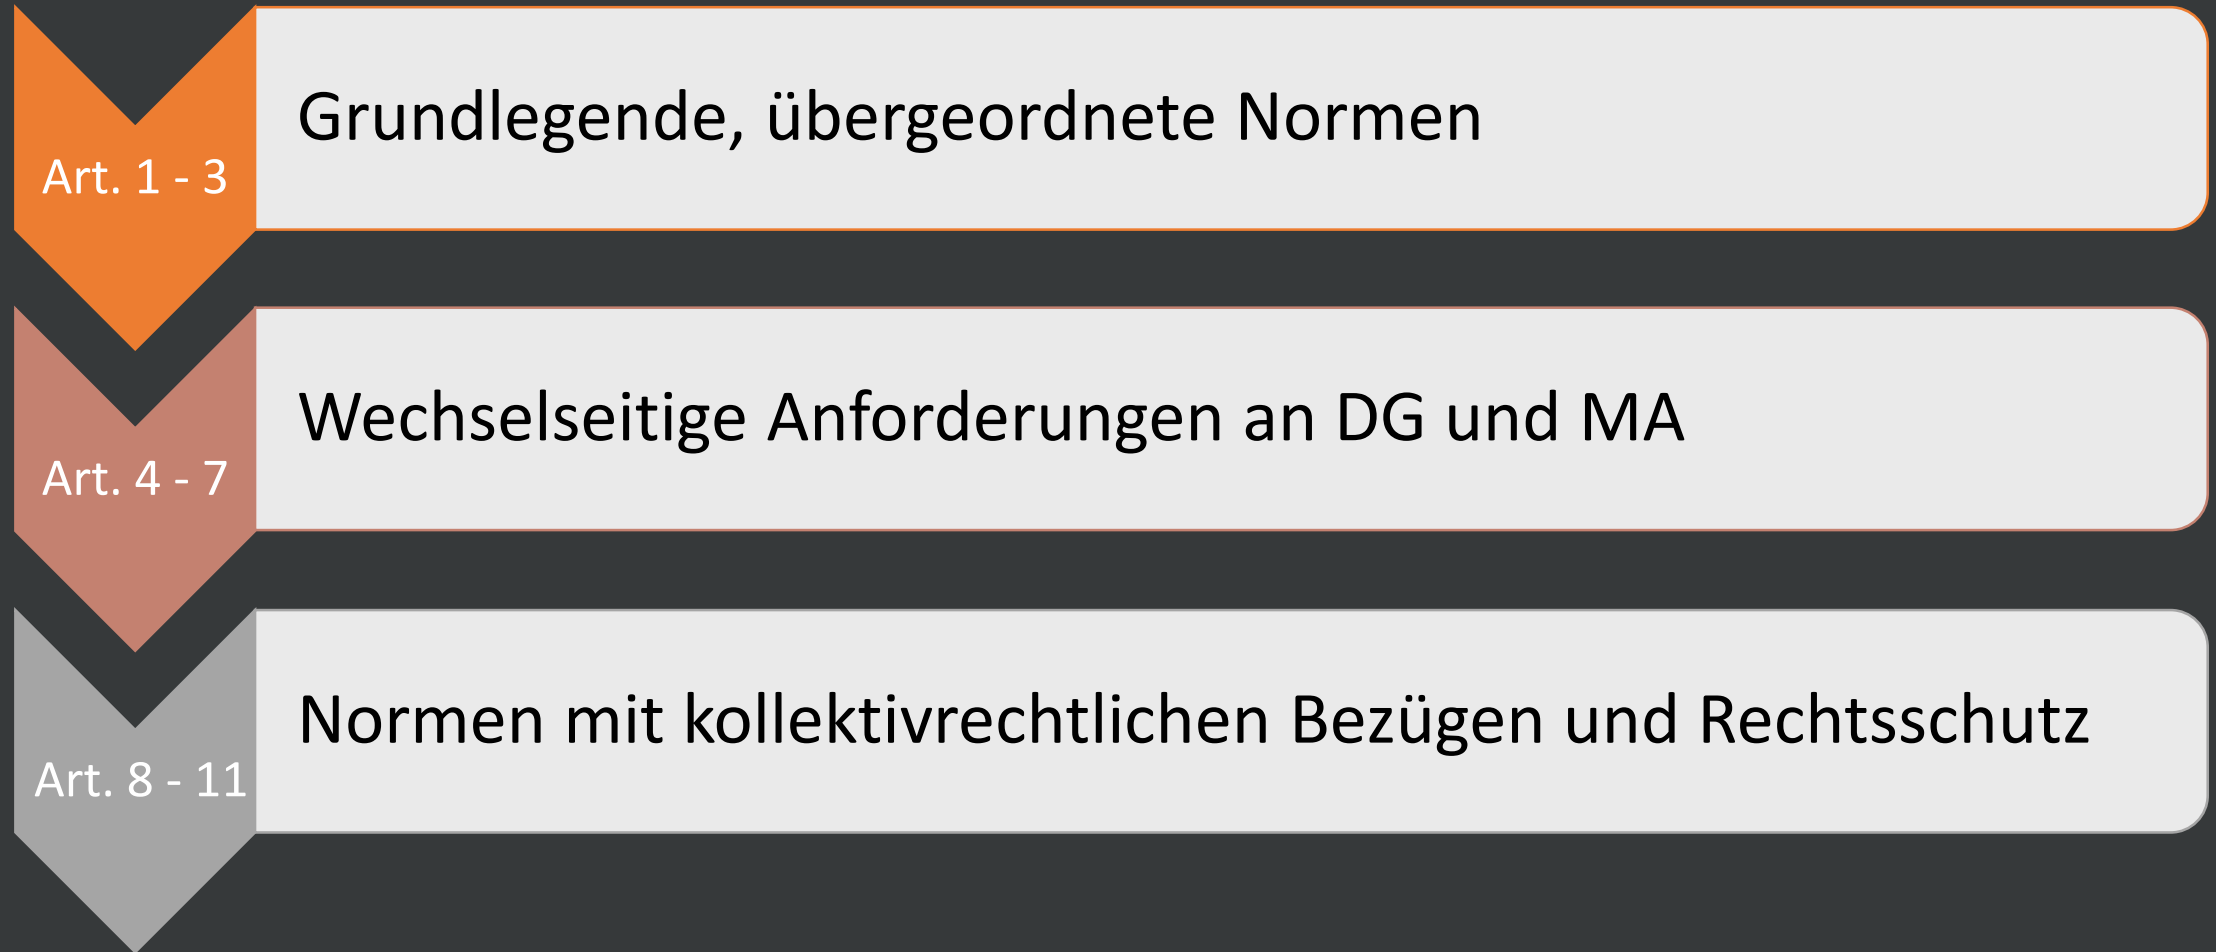 Art. 1 - 3
Grundlegende, übergeordnete Normen
Art. 4 - 7
Wechselseitige Anforderungen an DG und MA
Art. 8 - 11
Normen mit kollektivrechtlichen Bezügen und Rechtsschutz